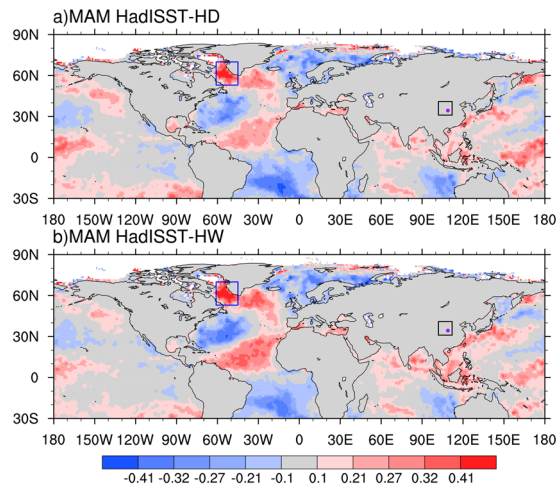 a)MAM HadISST-HD
90N
60N
30N
0
30S
180 150W 120W 90W 60W 30W 0 30E 60E 90E 120E 150E 180
b)MAM HadISST-HW
90N
60N
30N
0
30S
180 150W 120W 90W 60W 30W 0 30E 60E 90E 120E 150E 180
-0.41 -0.32 -0.27 -0.21 -0.1 0.1 0.21 0.27 0.32 0.41